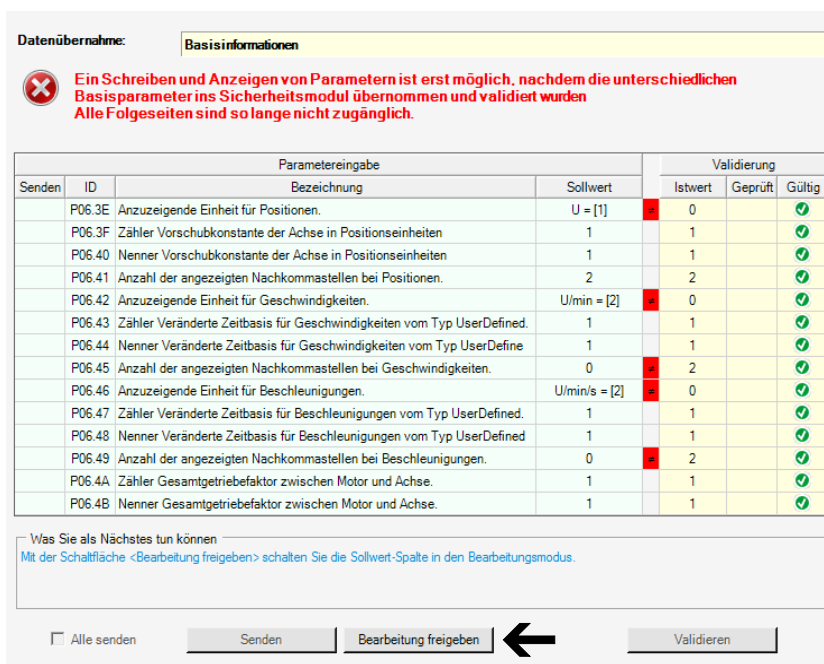 Datenübernahme: Basisinformationen
Ein Schreiben und Anzeigen von Parametern ist erst möglich, nachdem die unterschiedlichen
Basisparameter ins Sicherheitsmodul übernommen und validiert wurden
Alle Folgeseiten sind so lange nicht zugänglich.
Parametereingabe Validierung
Senden ID Bezeichnung Sollwert Istwert Geprüft Gültig
P06.3E Anzuzeigende Einheit für Positionen. U = [1] ≠ 0
P06.3F Zähler Vorschubkonstante der Achse in Positionseinheiten 1 1
P06.40 Nenner Vorschubkonstante der Achse in Positionseinheiten 1 1
P06.41 Anzahl der angezeigten Nachkommastellen bei Positionen. 2 2
P06.42 Anzuzeigende Einheit für Geschwindigkeiten. U/min = [2] ≠ 0
P06.43 Zähler Veränderte Zeitbasis für Geschwindigkeiten vom Typ UserDefined. 1 1
P06.44 Nenner Veränderte Zeitbasis für Geschwindigkeiten vom Typ UserDefine 1 1
P06.45 Anzahl der angezeigten Nachkommastellen bei Geschwindigkeiten. 0 ≠ 2
P06.46 Anzuzeigende Einheit für Beschleunigungen. U/min/s = [2] ≠ 0
P06.47 Zähler Veränderte Zeitbasis für Beschleunigungen vom Typ UserDefined. 1 1
P06.48 Nenner Veränderte Zeitbasis für Beschleunigungen vom Typ UserDefined 1 1
P06.49 Anzahl der angezeigten Nachkommastellen bei Beschleunigungen. 0 ≠ 2
P06.4A Zähler Gesamtgetriebefaktor zwischen Motor und Achse. 1 1
P06.4B Nenner Gesamtgetriebefaktor zwischen Motor und Achse. 1 1
Was Sie als Nächstes tun können
Mit der Schaltfläche <Bearbeitung freigeben> schalten Sie die Sollwert-Spalte in den Bearbeitungsmodus.
Alle senden Senden Bearbeitung freigeben Validieren